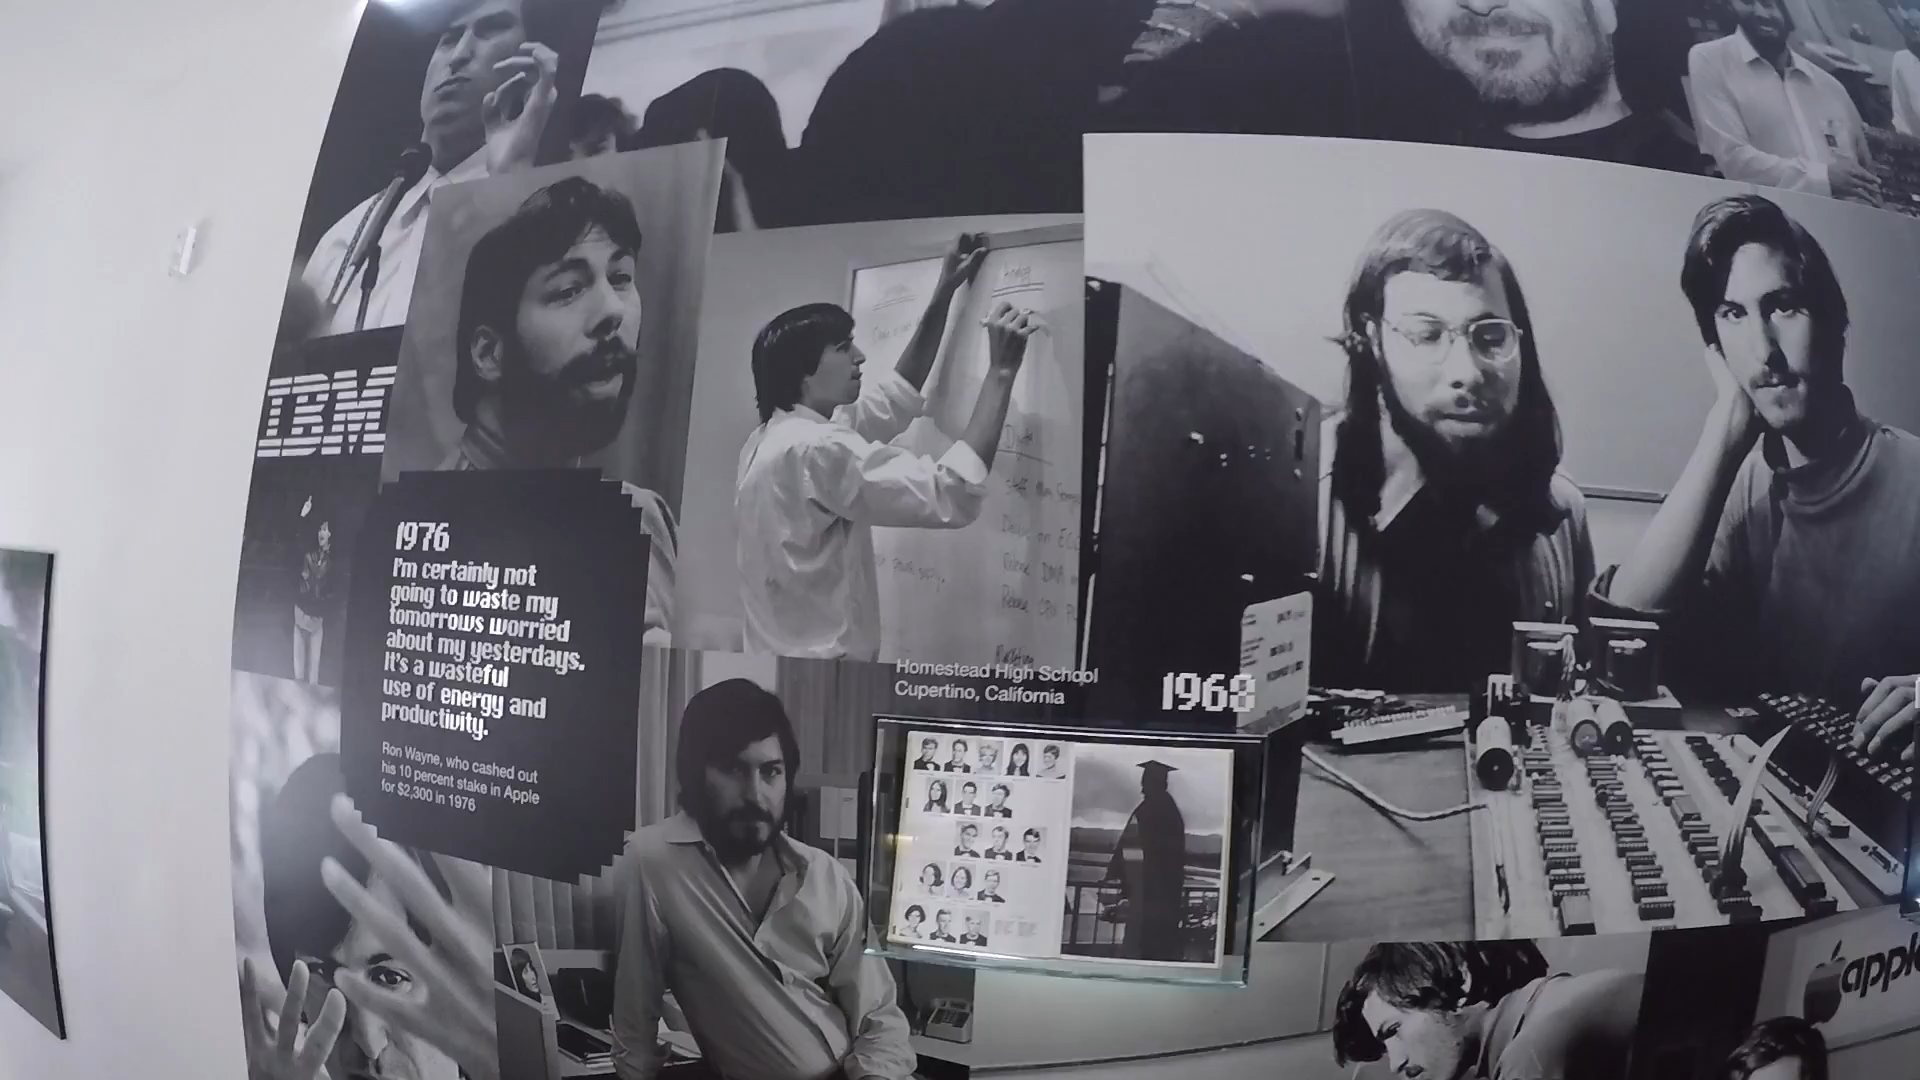 IBM
1976
I'm certainly not
going to waste my
tomorrows worried
about my yesterdays.
It's a wasteful
use of energy and
productivity.
Ron Wayne, who cashed out
his 10 percent stake in Apple
for $2,300 in 1976
Analog
Homestead High School
Cupertino, California
1968
apple